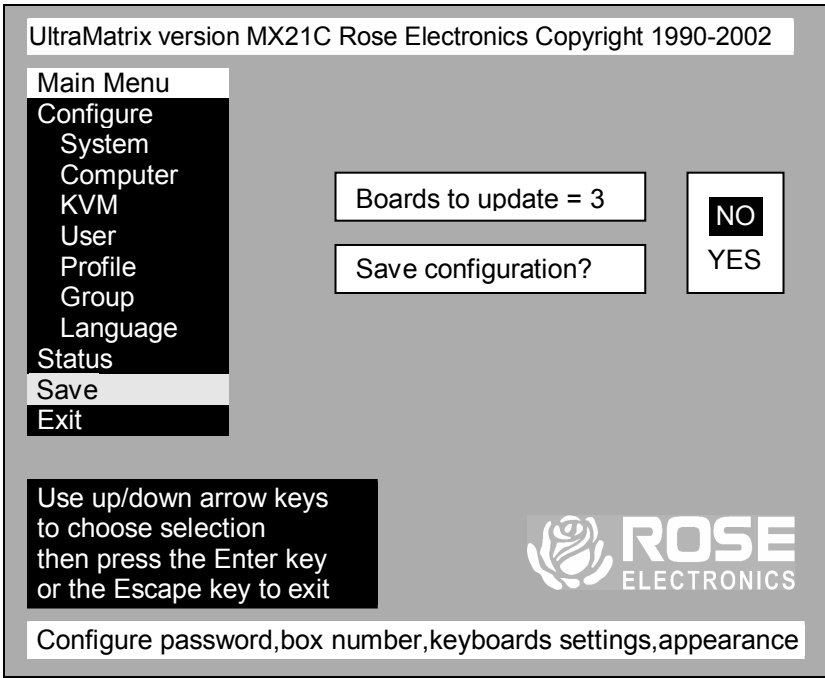 UltraMatrix version MX21C Rose Electronics Copyright 1990-2002
Main Menu
Configure
System
Computer
KVM
User
Profile
Group
Language
Status
Save
Exit
Boards to update = 3
Save configuration?
NO
YES
Use up/down arrow keys
to choose selection
then press the Enter key
or the Escape key to exit
ROSE
ELECTRONICS
Configure password,box number,keyboards settings,appearance